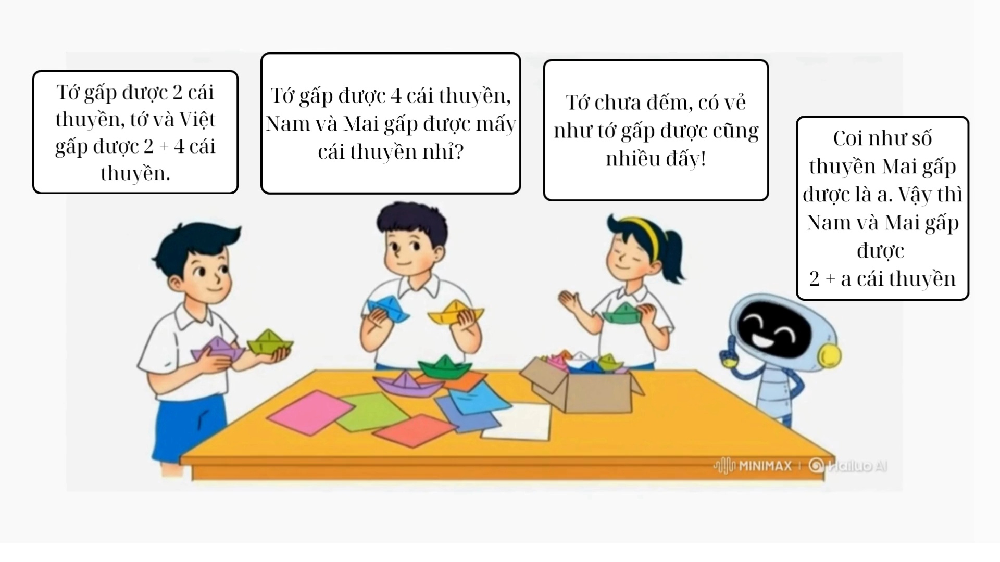 Tớ gấp được 2 cái
thuyền, tớ và Việt
gấp được 2 + 4 cái
thuyền.
Tớ gấp được 4 cái thuyền,
Nam và Mai gấp được mấy
cái thuyền nhỉ?
Tớ chưa đếm, có vẻ
như tớ gấp được cũng
nhiều đấy!
Coi như số
thuyền Mai gấp
được là a. Vậy thì
Nam và Mai gấp
được
2 + a cái thuyền
MINIMAX | Hailuo AI